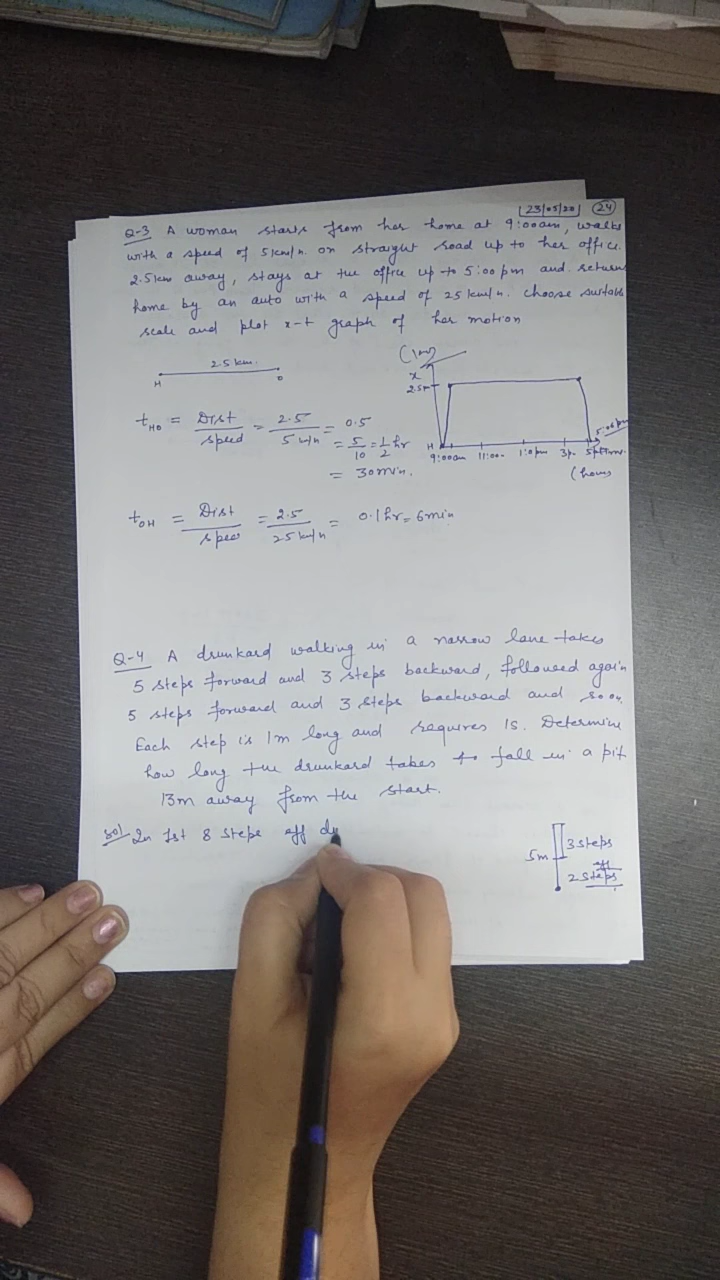 23/05/20 24
Q-3 A woman starts from her home at 9:00am, walks
with a speed of 5km/h. on straight road up to her office
2.5km away, stays at the office up to 5:00 pm and return
home by an auto with a speed of 25 km/h. choose suitable
scale and plot x-t graph of her motion
2.5 km.
H O
tHO = Dist/speed = 2.5/5 km/h = 0.5
= 5/10 = 1/2 hr
= 30min.
(km)
x
2.5
H
9:00am 11:00 1:0pm 3p 5pm
5:06pm
(hours
tOH = Dist/speed = 2.5/25 km/h = 0.1hr = 6min
Q-4 A drunkard walking in a narrow lane takes
5 steps forward and 3 steps backward, followed again
5 steps forward and 3 steps backward and so on.
Each step is 1m long and requires 1s. Determine
how long the drunkard takes to fall in a pit
13m away from the start.
Sol In 1st 8 steps eff d
5m
3 steps
eff
2 steps